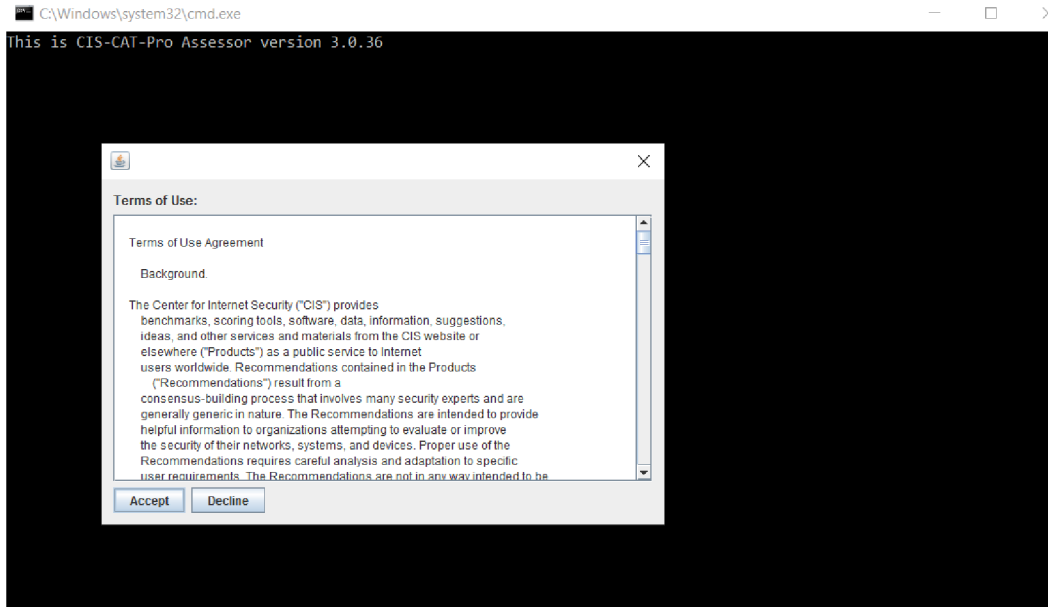 C:\Windows\system32\cmd.exe
This is CIS-CAT-Pro Assessor version 3.0.36
Terms of Use:
Terms of Use Agreement
Background.
The Center for Internet Security ("CIS") provides
benchmarks, scoring tools, software, data, information, suggestions,
ideas, and other services and materials from the CIS website or
elsewhere ("Products") as a public service to Internet
users worldwide. Recommendations contained in the Products
("Recommendations") result from a
consensus-building process that involves many security experts and are
generally generic in nature. The Recommendations are intended to provide
helpful information to organizations attempting to evaluate or improve
the security of their networks, systems, and devices. Proper use of the
Recommendations requires careful analysis and adaptation to specific
user requirements. The Recommendations are not in any way intended to be
Accept Decline